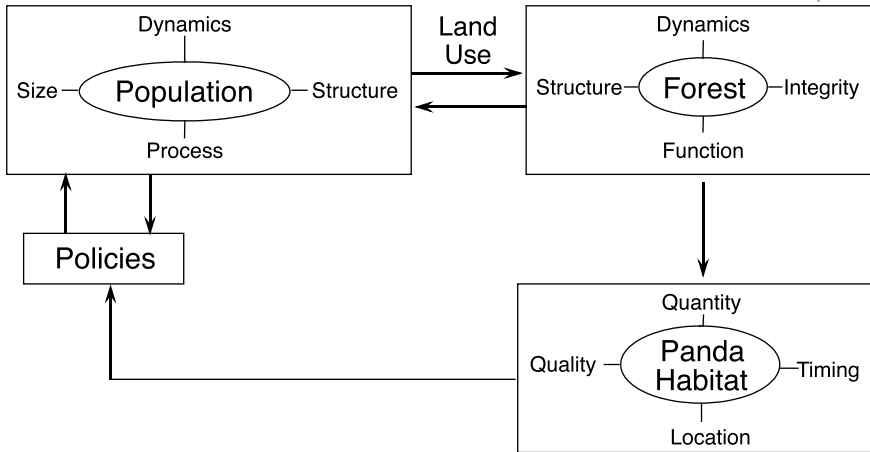 Dynamics
Size
Population
Structure
Process
Land
Use
Dynamics
Structure
Forest
Integrity
Function
Policies
Quantity
Quality
Panda
Habitat
Timing
Location